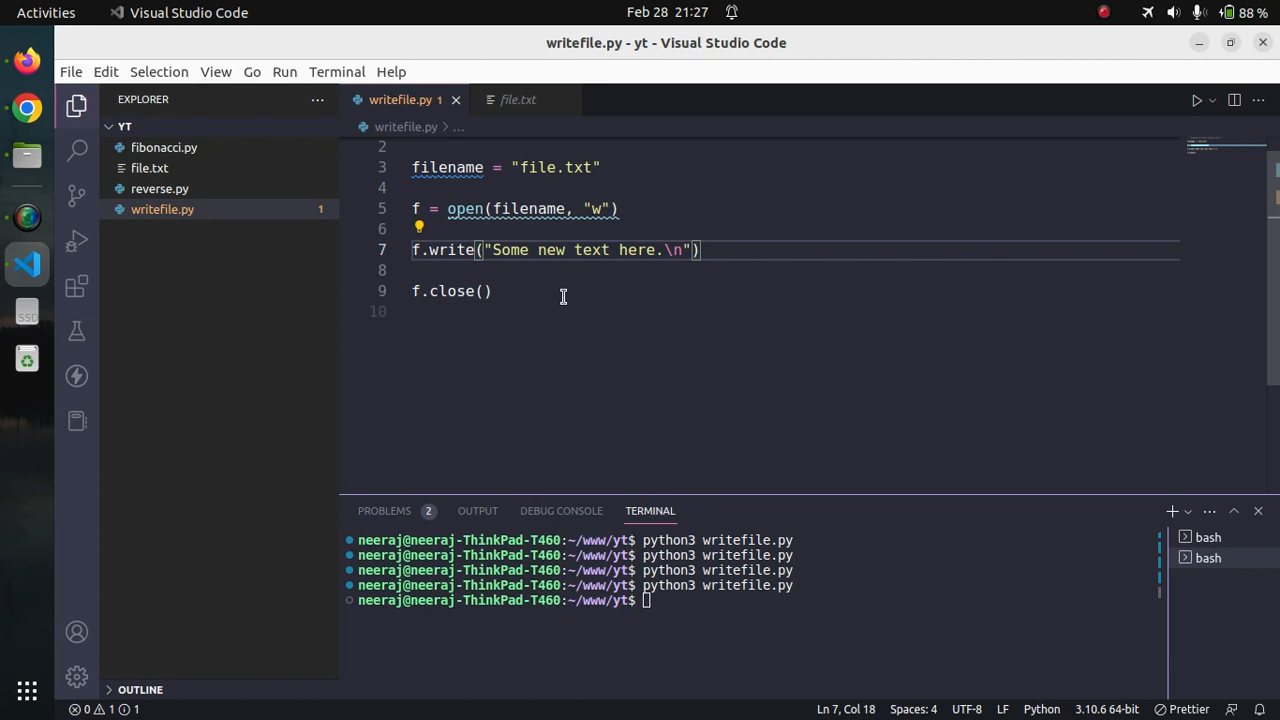 Activities Visual Studio Code Feb 28 21:27 88 %
writefile.py - yt - Visual Studio Code
File Edit Selection View Go Run Terminal Help
EXPLORER
YT
fibonacci.py
file.txt
reverse.py
writefile.py 1
OUTLINE
SSD
writefile.py 1 file.txt
writefile.py > ...
2
3 filename = "file.txt"
4
5 f = open(filename, "w")
6
7 f.write("Some new text here.\n")
8
9 f.close()
10
PROBLEMS 2 OUTPUT DEBUG CONSOLE TERMINAL
neeraj@neeraj-ThinkPad-T460:~/www/yt$ python3 writefile.py
neeraj@neeraj-ThinkPad-T460:~/www/yt$ python3 writefile.py
neeraj@neeraj-ThinkPad-T460:~/www/yt$ python3 writefile.py
neeraj@neeraj-ThinkPad-T460:~/www/yt$ python3 writefile.py
neeraj@neeraj-ThinkPad-T460:~/www/yt$
bash
bash
0 1 1 Ln 7, Col 18 Spaces: 4 UTF-8 LF Python 3.10.6 64-bit Prettier